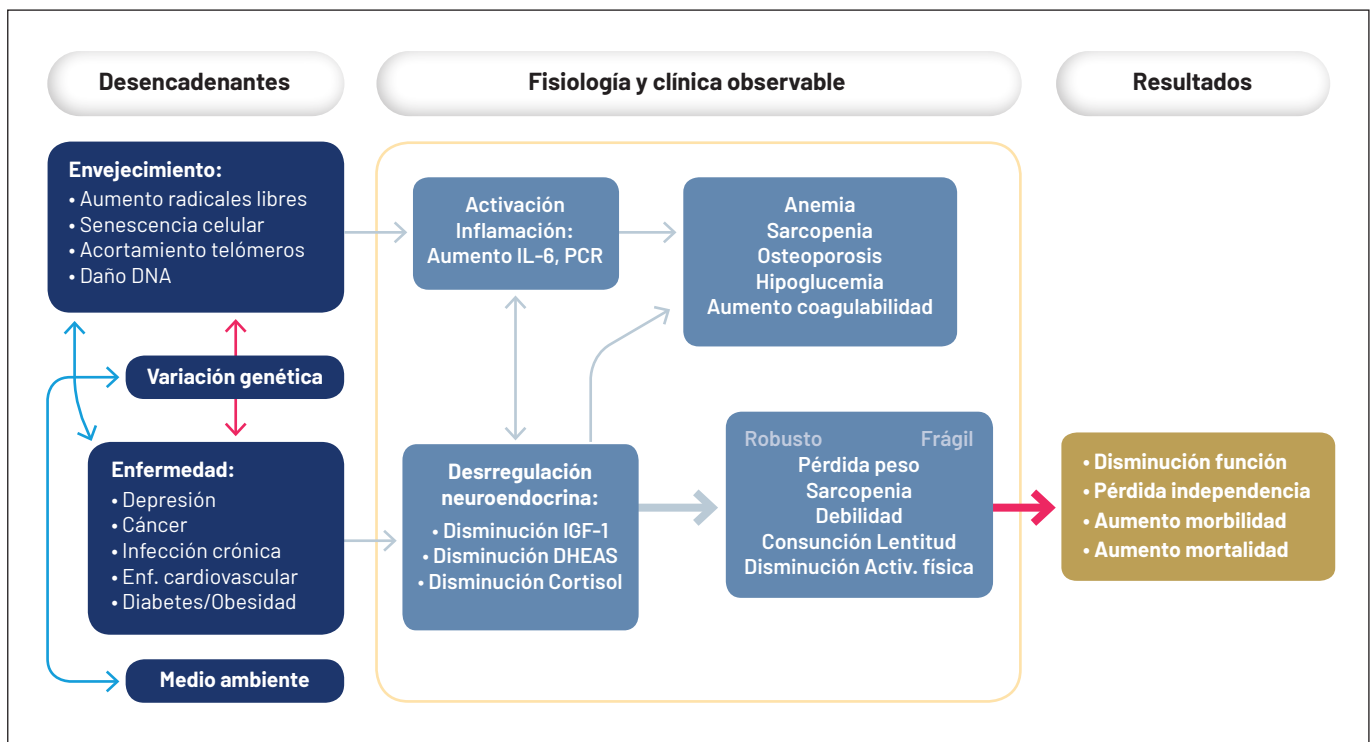 Desencadenantes
Fisiología y clínica observable
Resultados
Envejecimiento:
• Aumento radicales libres
• Senescencia celular
• Acortamiento telómeros
• Daño DNA
Variación genética
Enfermedad:
• Depresión
• Cáncer
• Infección crónica
• Enf. cardiovascular
• Diabetes/Obesidad
Medio ambiente
Activación
Inflamación:
Aumento IL-6, PCR
Anemia
Sarcopenia
Osteoporosis
Hipoglucemia
Aumento coagulabilidad
Desrregulación
neuroendocrina:
• Disminución IGF-1
• Disminución DHEAS
• Disminución Cortisol
Robusto Frágil
Pérdida peso
Sarcopenia
Debilidad
Consunción Lentitud
Disminución Activ. física
• Disminución función
• Pérdida independencia
• Aumento morbilidad
• Aumento mortalidad